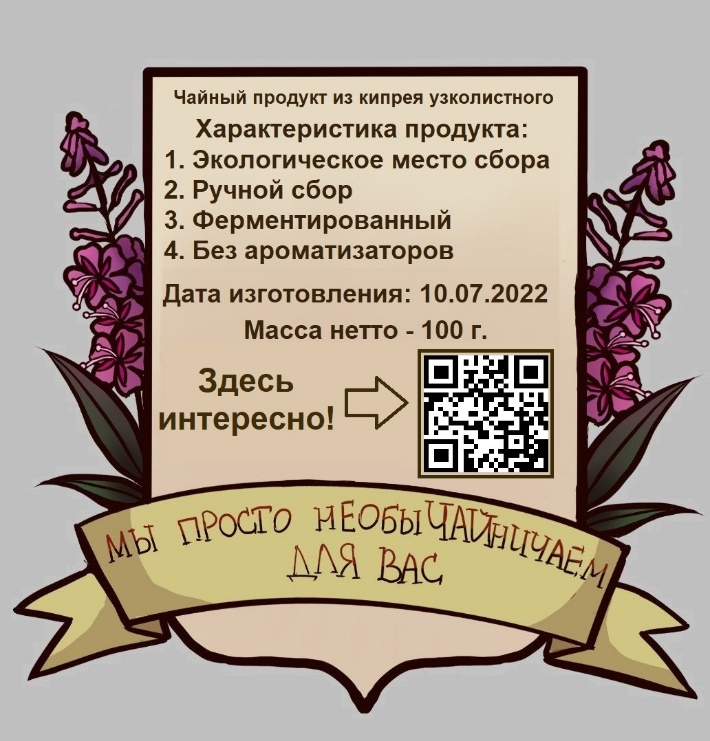 Чайный продукт из кипрея узколистного
Характеристика продукта:
1. Экологическое место сбора
2. Ручной сбор
3. Ферментированный
4. Без ароматизаторов
Дата изготовления: 10.07.2022
Масса нетто - 100 г.
Здесь
интересно!
МЫ ПРОСТО НЕОБЫЧАЙНИЧАЕМ
ДЛЯ ВАС